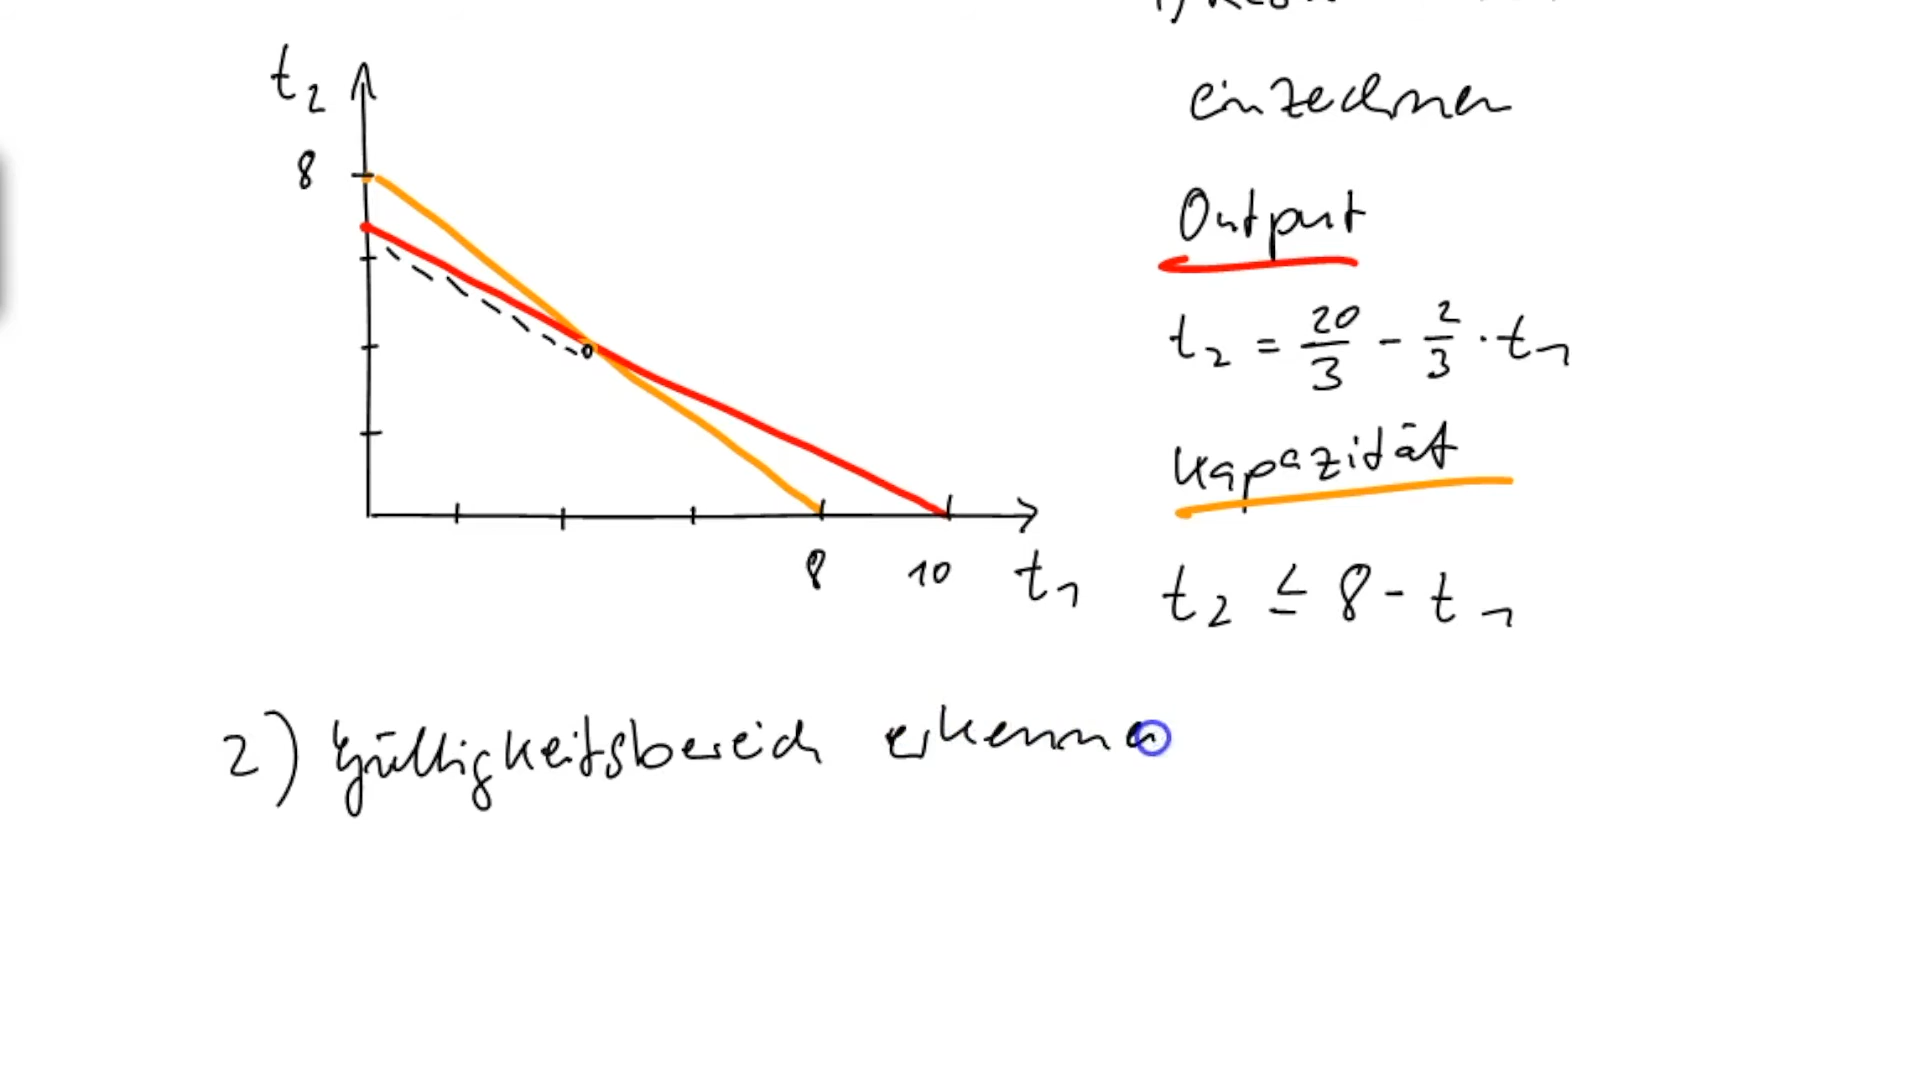 einzeichnen
t₂
8
Output
t₂ = 20/3 - 2/3 · t₁
Kapazität
8 10 t₁
t₂ ≤ 8 - t₁
2) Gültigkeitsbereich erkennen